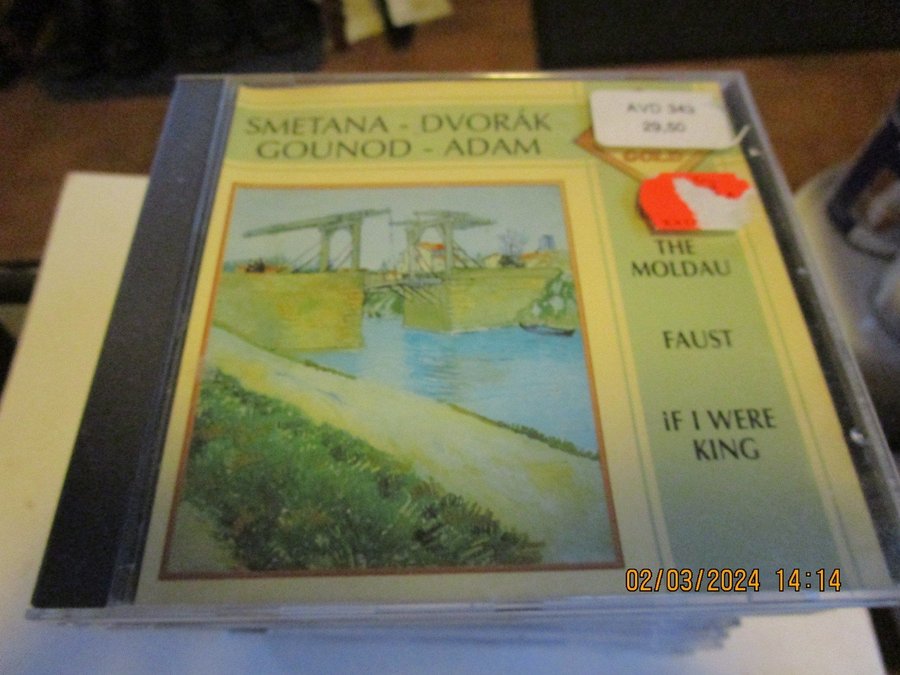 SMETANA - DVORÁK
GOUNOD - ADAM
AVD 343
29,50
GOLD
THE
MOLDAU
FAUST
iF I WERE
KING
02/03/2024 14:14